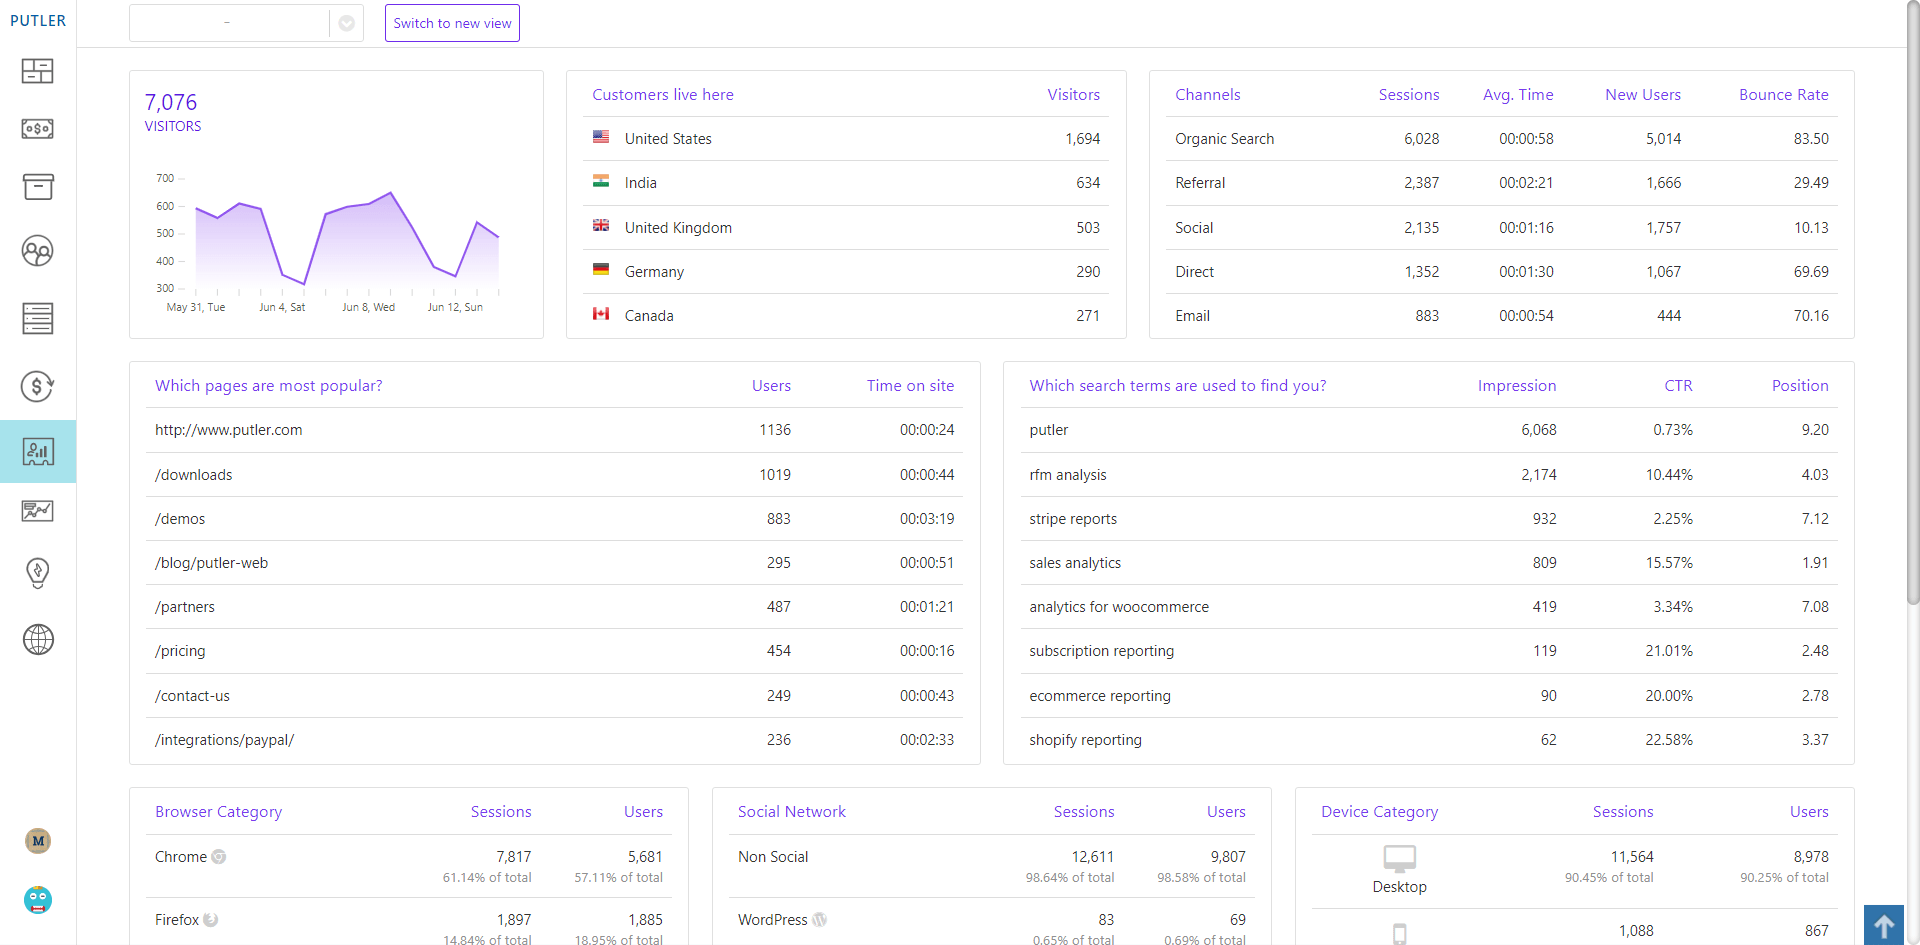 PUTLER
– Switch to new view
7,076
VISITORS
700
600
500
400
300
May 31, Tue Jun 4, Sat Jun 8, Wed Jun 12, Sun
Customers live here Visitors
United States 1,694
India 634
United Kingdom 503
Germany 290
Canada 271
Channels Sessions Avg. Time New Users Bounce Rate
Organic Search 6,028 00:00:58 5,014 83.50
Referral 2,387 00:02:21 1,666 29.49
Social 2,135 00:01:16 1,757 10.13
Direct 1,352 00:01:30 1,067 69.69
Email 883 00:00:54 444 70.16
Which pages are most popular? Users Time on site
http://www.putler.com 1136 00:00:24
/downloads 1019 00:00:44
/demos 883 00:03:19
/blog/putler-web 295 00:00:51
/partners 487 00:01:21
/pricing 454 00:00:16
/contact-us 249 00:00:43
/integrations/paypal/ 236 00:02:33
Which search terms are used to find you? Impression CTR Position
putler 6,068 0.73% 9.20
rfm analysis 2,174 10.44% 4.03
stripe reports 932 2.25% 7.12
sales analytics 809 15.57% 1.91
analytics for woocommerce 419 3.34% 7.08
subscription reporting 119 21.01% 2.48
ecommerce reporting 90 20.00% 2.78
shopify reporting 62 22.58% 3.37
Browser Category Sessions Users
Chrome 7,817 5,681
61.14% of total 57.11% of total
Firefox 1,897 1,885
14.84% of total 18.95% of total
Social Network Sessions Users
Non Social 12,611 9,807
98.64% of total 98.58% of total
WordPress 83 69
0.65% of total 0.69% of total
Device Category Sessions Users
11,564 8,978
90.45% of total 90.25% of total
Desktop
1,088 867
M